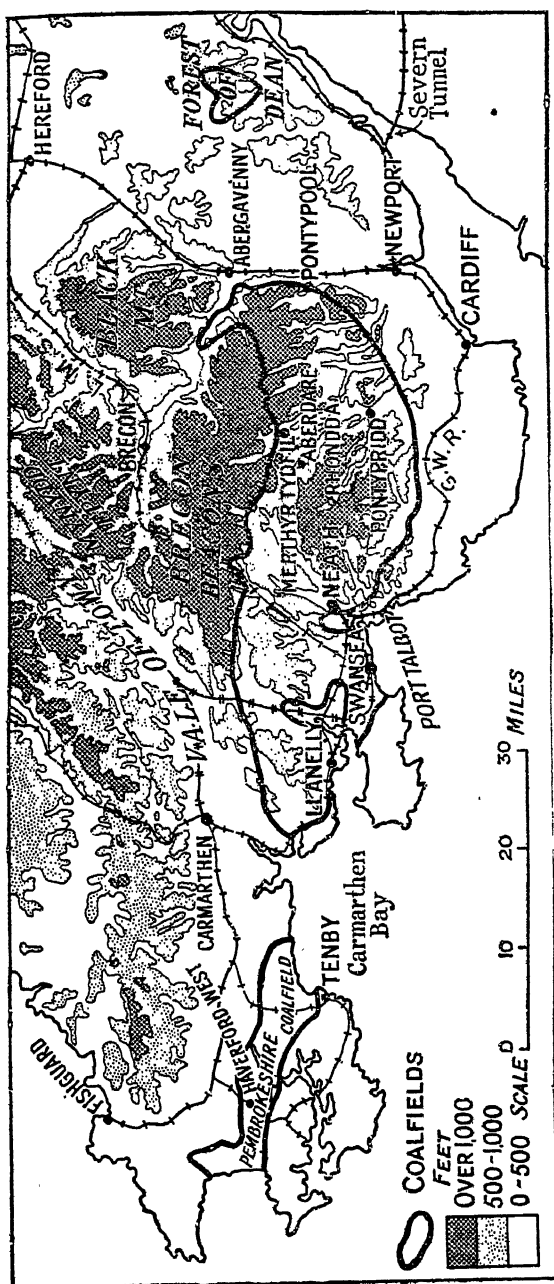 HEREFORD
FOREST
OF
DEAN
Severn
Tunnel
BLACK
ABERGAVENNY
PONTYPOOL
NEWPORT
CARDIFF
BRECON
BRECON
BEACONS
MERTHYR TYDFIL
ABERDARE
RHONDDA
PONTYPRIDD
G.W.R.
NEATH
SWANSEA
PORT TALBOT
VALE OF TOWY
LLANELLY
CARMARTHEN
Carmarthen
Bay
TENBY
HAVERFORD-WEST
PEMBROKESHIRE
COALFIELD
FISHGUARD
COALFIELDS
FEET
OVER 1,000
500-1,000
0-500
SCALE
0 10 20 30 MILES